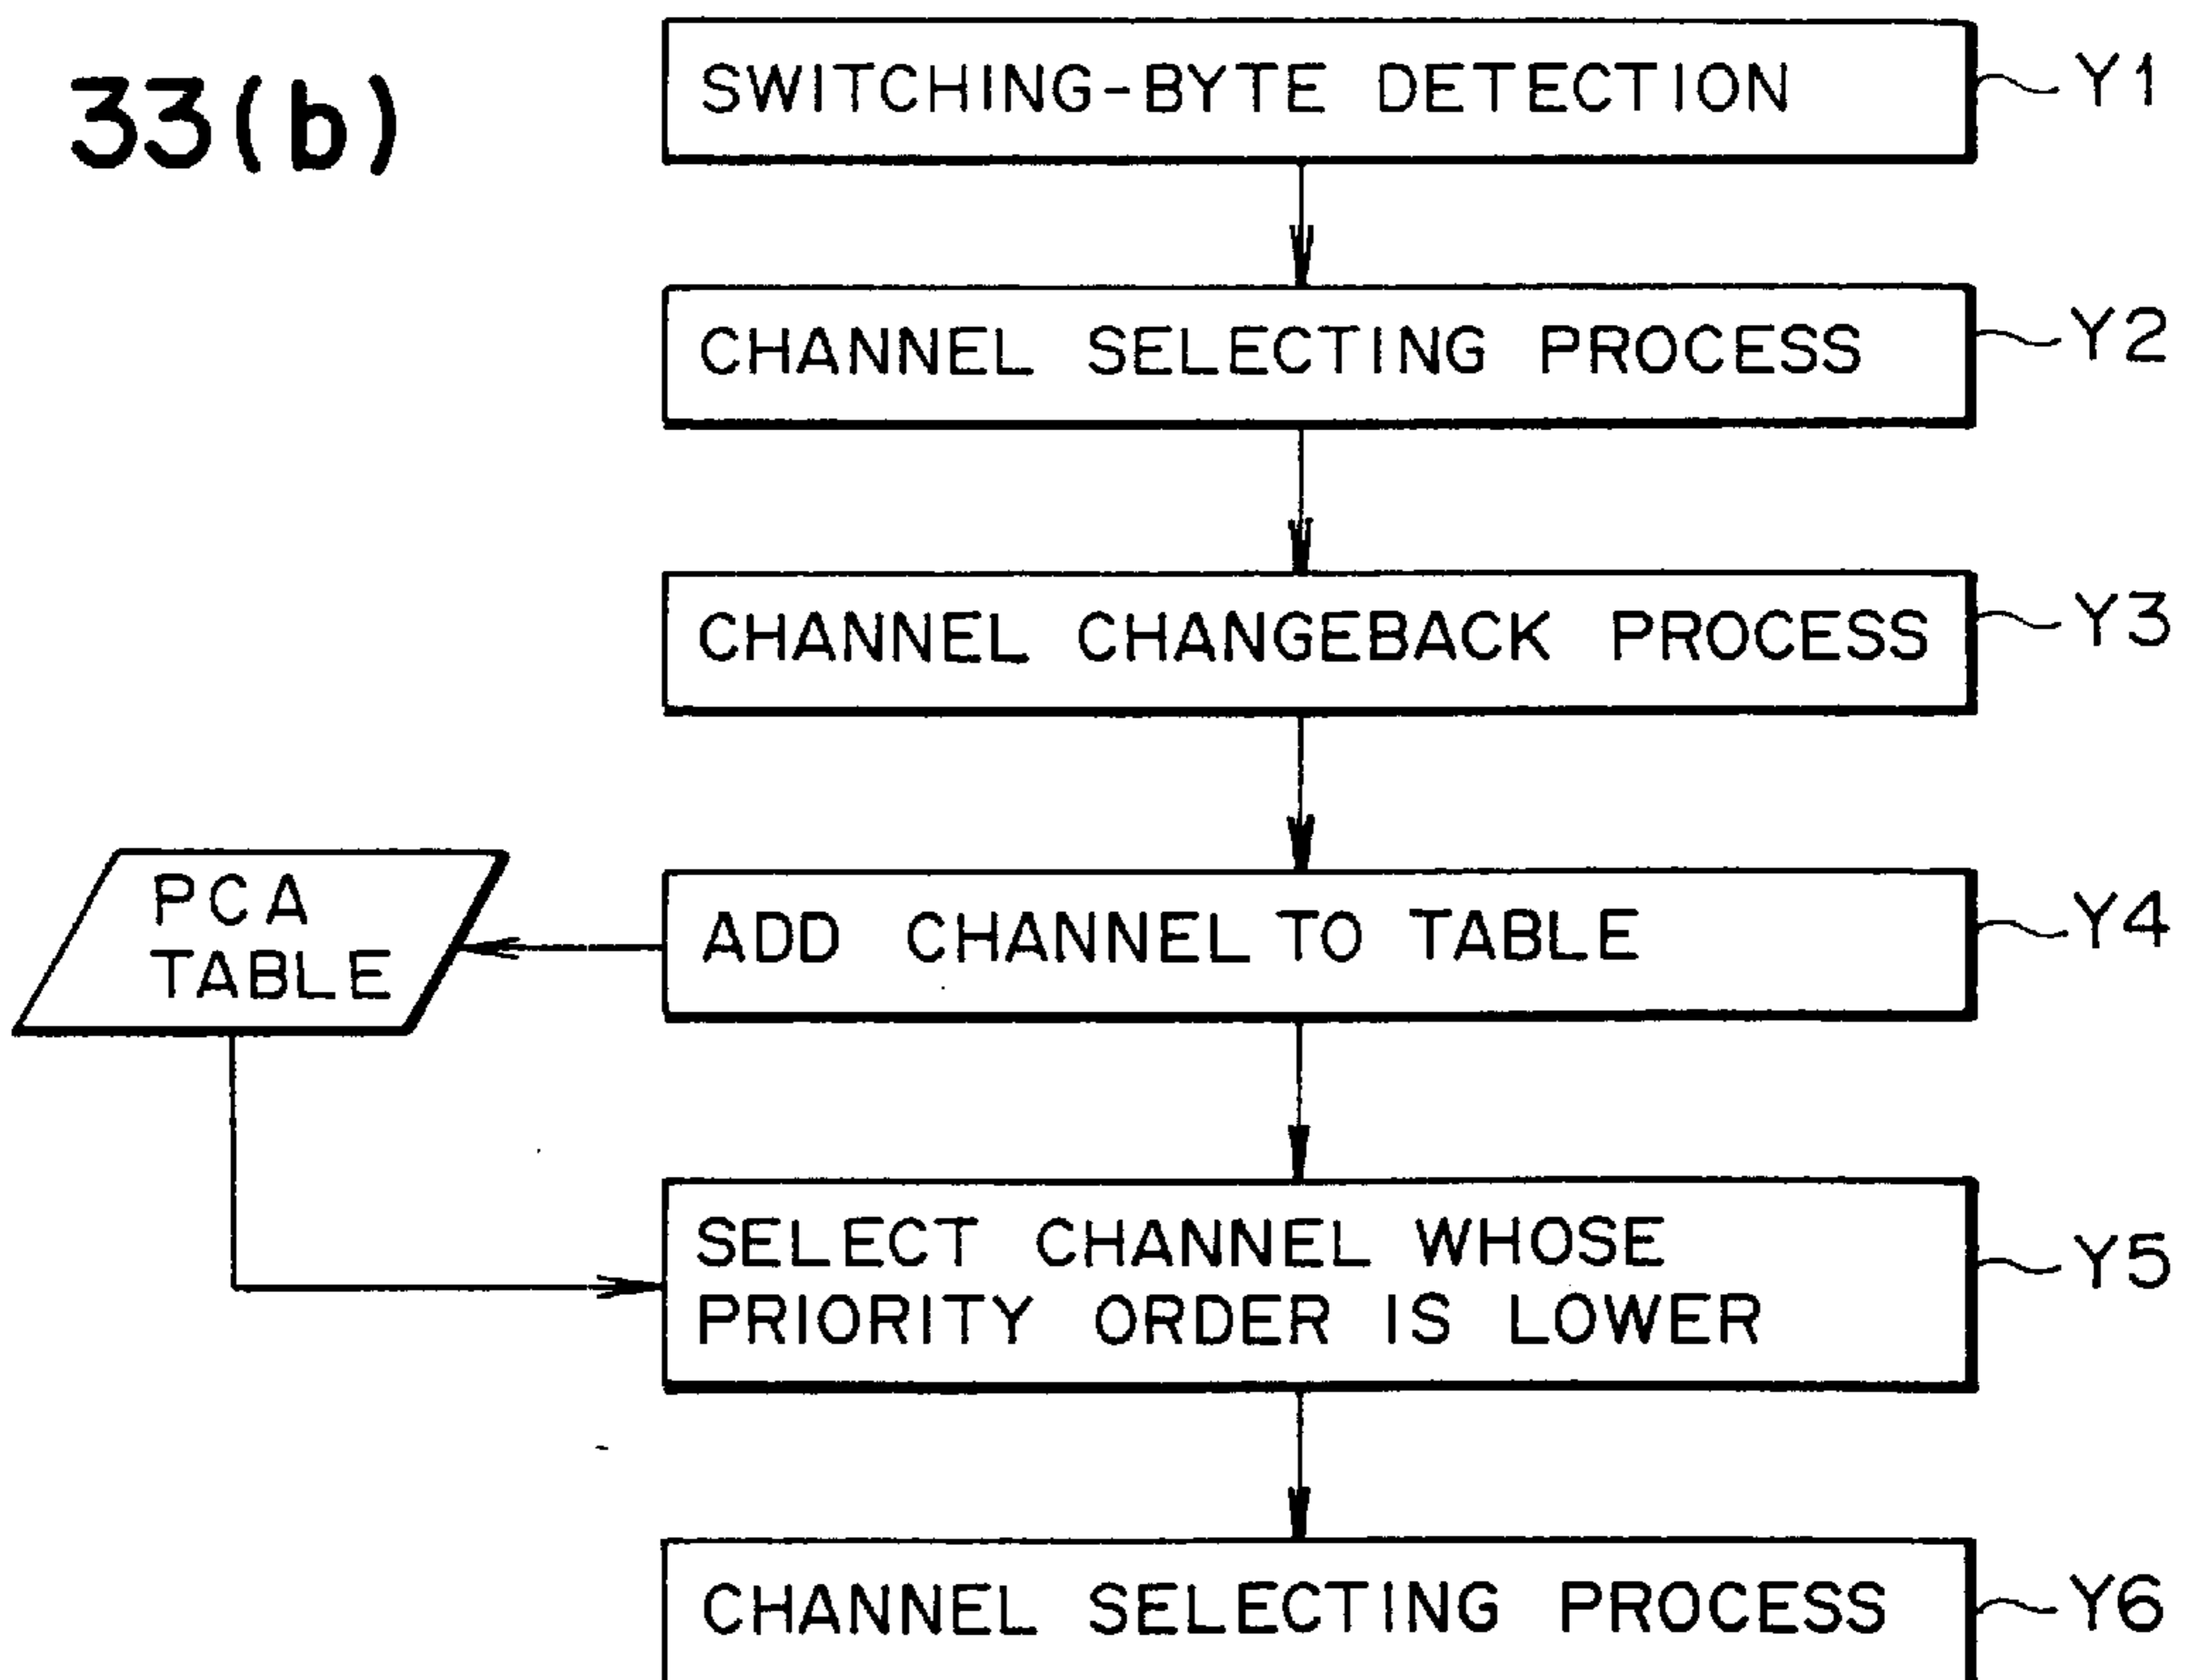 33(b)
SWITCHING-BYTE DETECTION
Y1
CHANNEL SELECTING PROCESS
Y2
CHANNEL CHANGEBACK PROCESS
Y3
PCA
TABLE
ADD CHANNEL TO TABLE
Y4
SELECT CHANNEL WHOSE
PRIORITY ORDER IS LOWER
Y5
CHANNEL SELECTING PROCESS
Y6